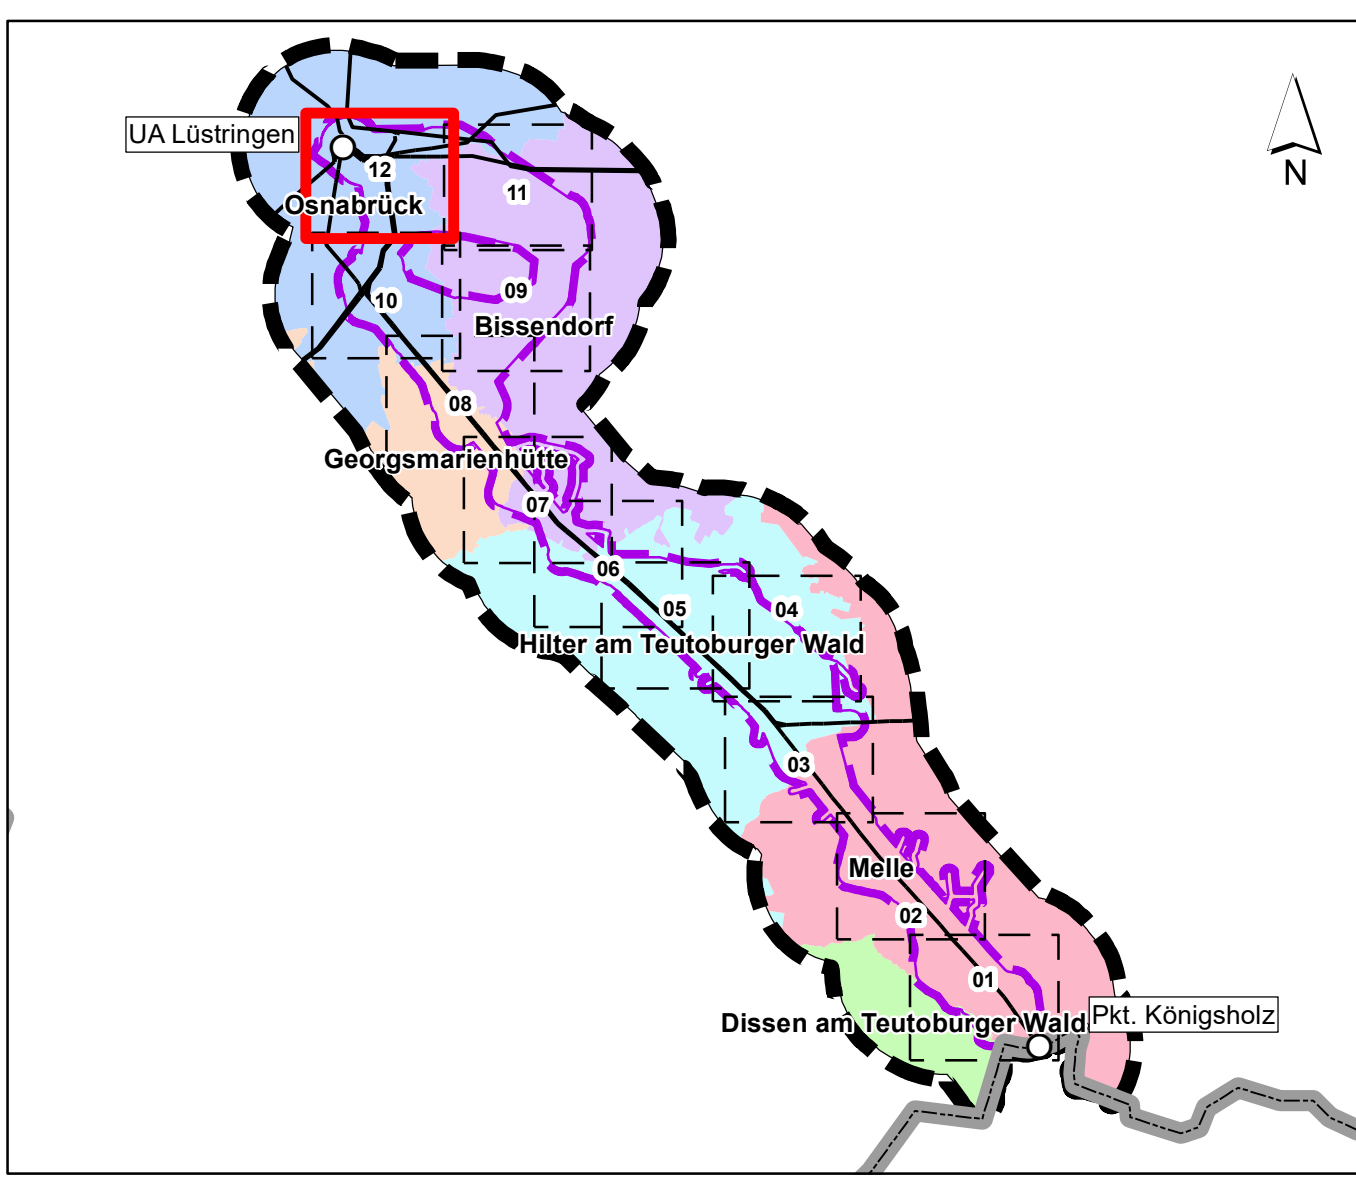 UA Lüstringen
N
12
11
Osnabrück
09
10
Bissendorf
08
Georgsmarienhütte
07
06
05
04
Hilter am Teutoburger Wald
03
Melle
02
01
Pkt. Königsholz
Dissen am Teutoburger Wald